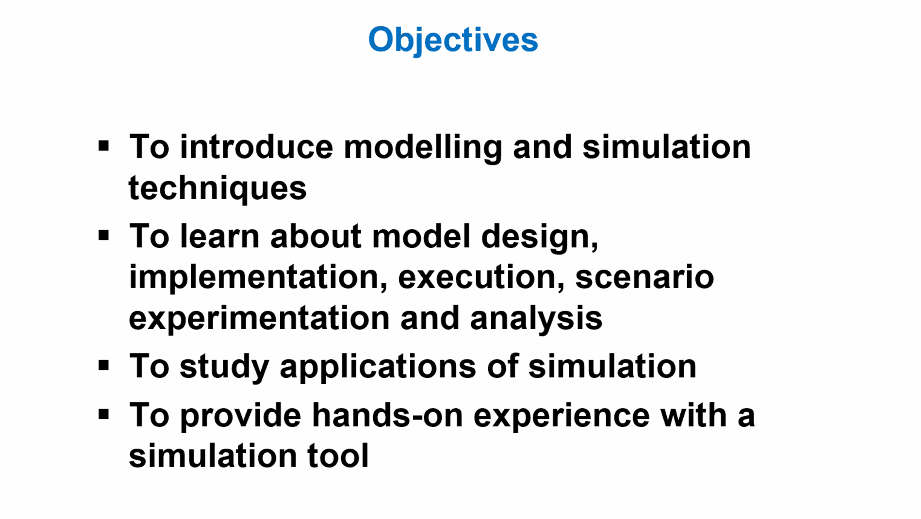 Objectives
▪ To introduce modelling and simulation
techniques
▪ To learn about model design,
implementation, execution, scenario
experimentation and analysis
▪ To study applications of simulation
▪ To provide hands-on experience with a
simulation tool